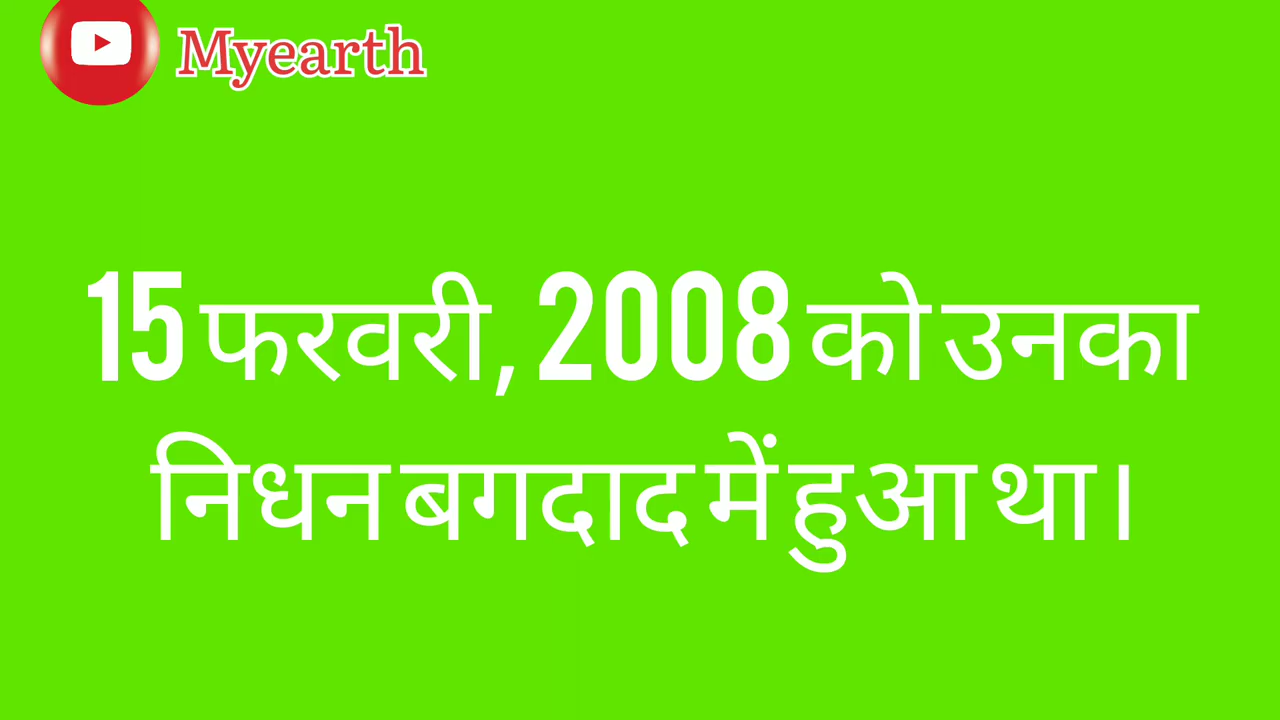 Myearth
15 फरवरी, 2008 को उनका
निधन बगदाद में हुआ था।